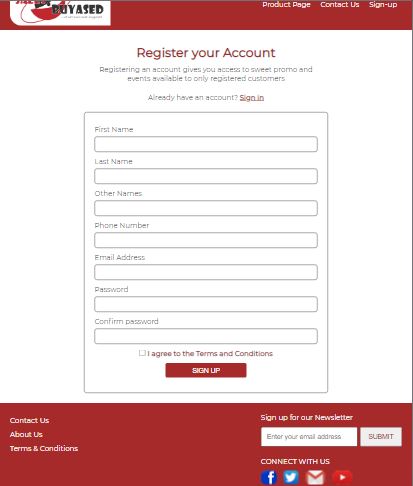 BUYASED
Product Page Contact Us Sign-up
Register your Account
Registering an account gives you access to sweet promo and
events available to only registered customers
Already have an account? Sign in
First Name
Last Name
Other Names
Phone Number
Email Address
Password
Confirm password
I agree to the Terms and Conditions
SIGN UP
Contact Us
About Us
Terms & Conditions
Sign up for our Newsletter
Enter your email address SUBMIT
CONNECT WITH US